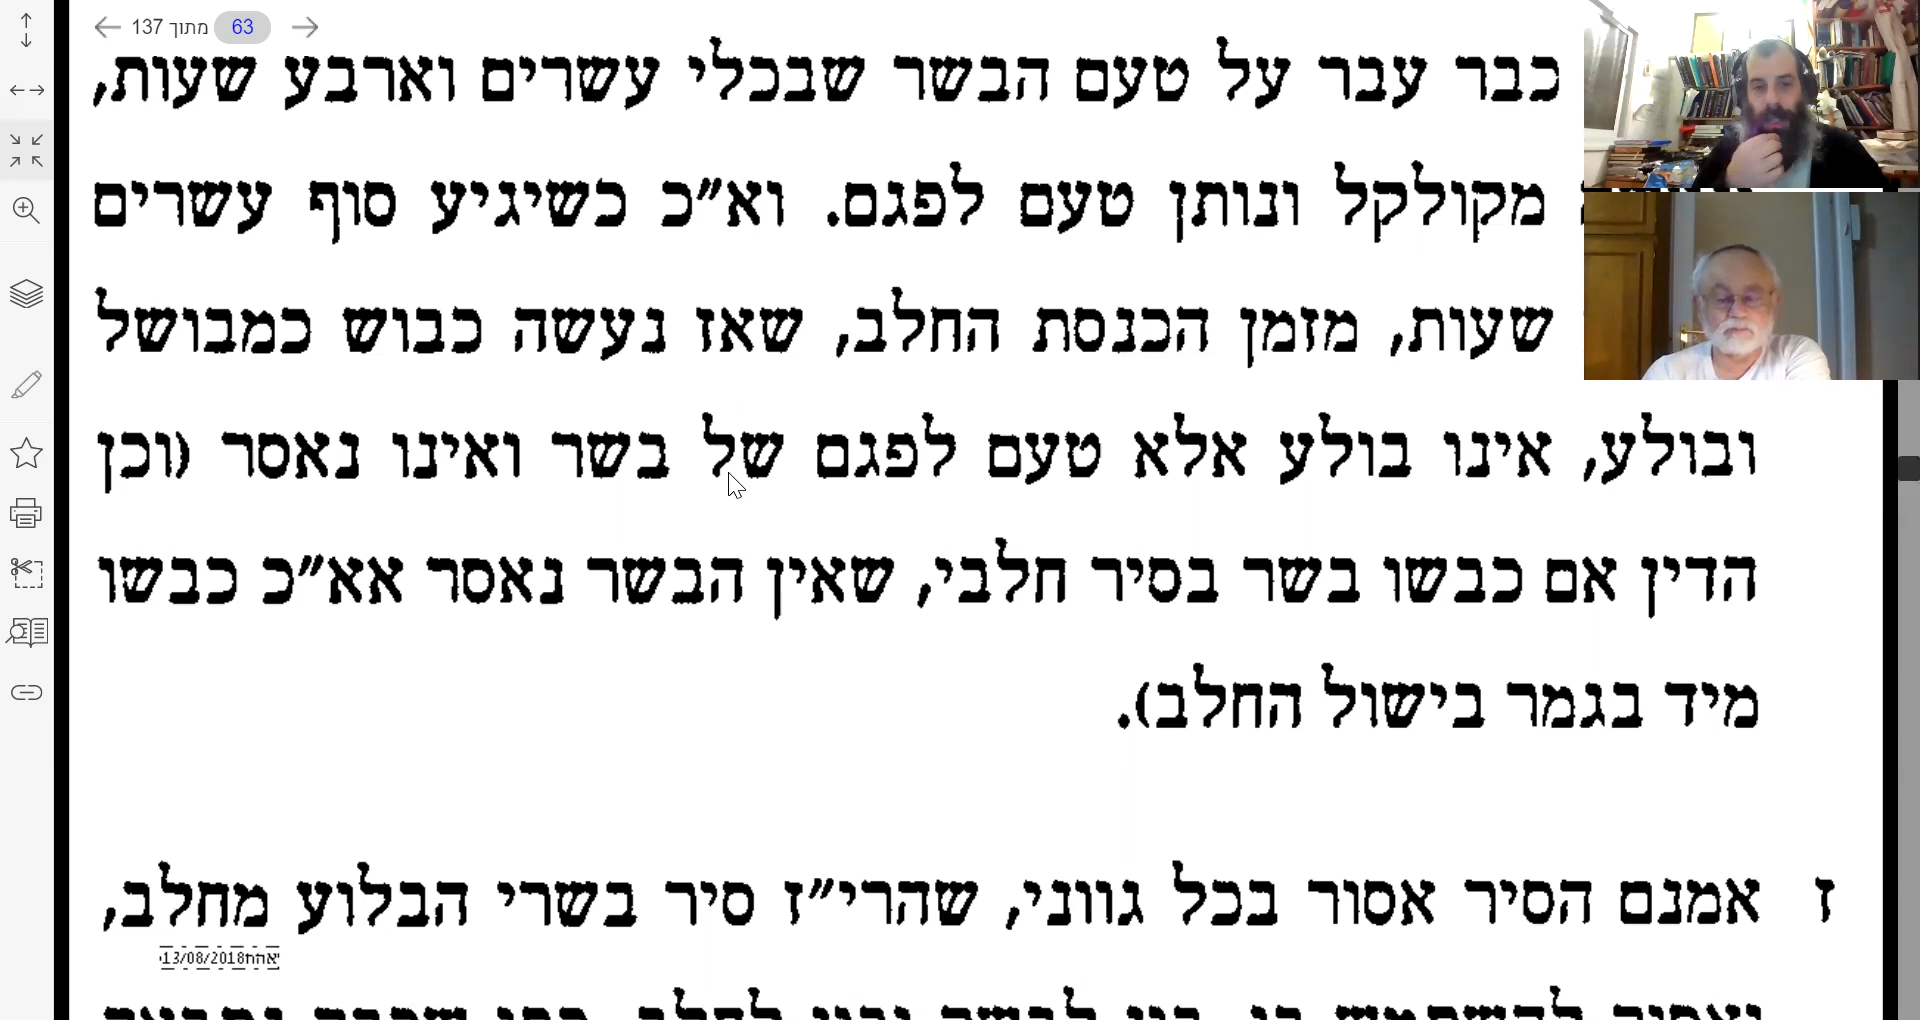 63 מתוך 137
כבר עבר על טעם הבשר שבכלי עשרים וארבע שעות,
מקולקל ונותן טעם לפגם. וא״כ כשיגיע סוף עשרים
שעות, מזמן הכנסת החלב, שאז נעשה כבוש כמבושל
ובולע, אינו בולע אלא טעם לפגם של בשר ואינו נאסר (וכן
הדין אם כבשו בשר בסיר חלבי, שאין הבשר נאסר אא״כ כבשו
מיד בגמר בישול החלב).
ז אמנם הסיר אסור בכל גווני, שהרי״ז סיר בשרי הבלוע מחלב,
13/08/2018